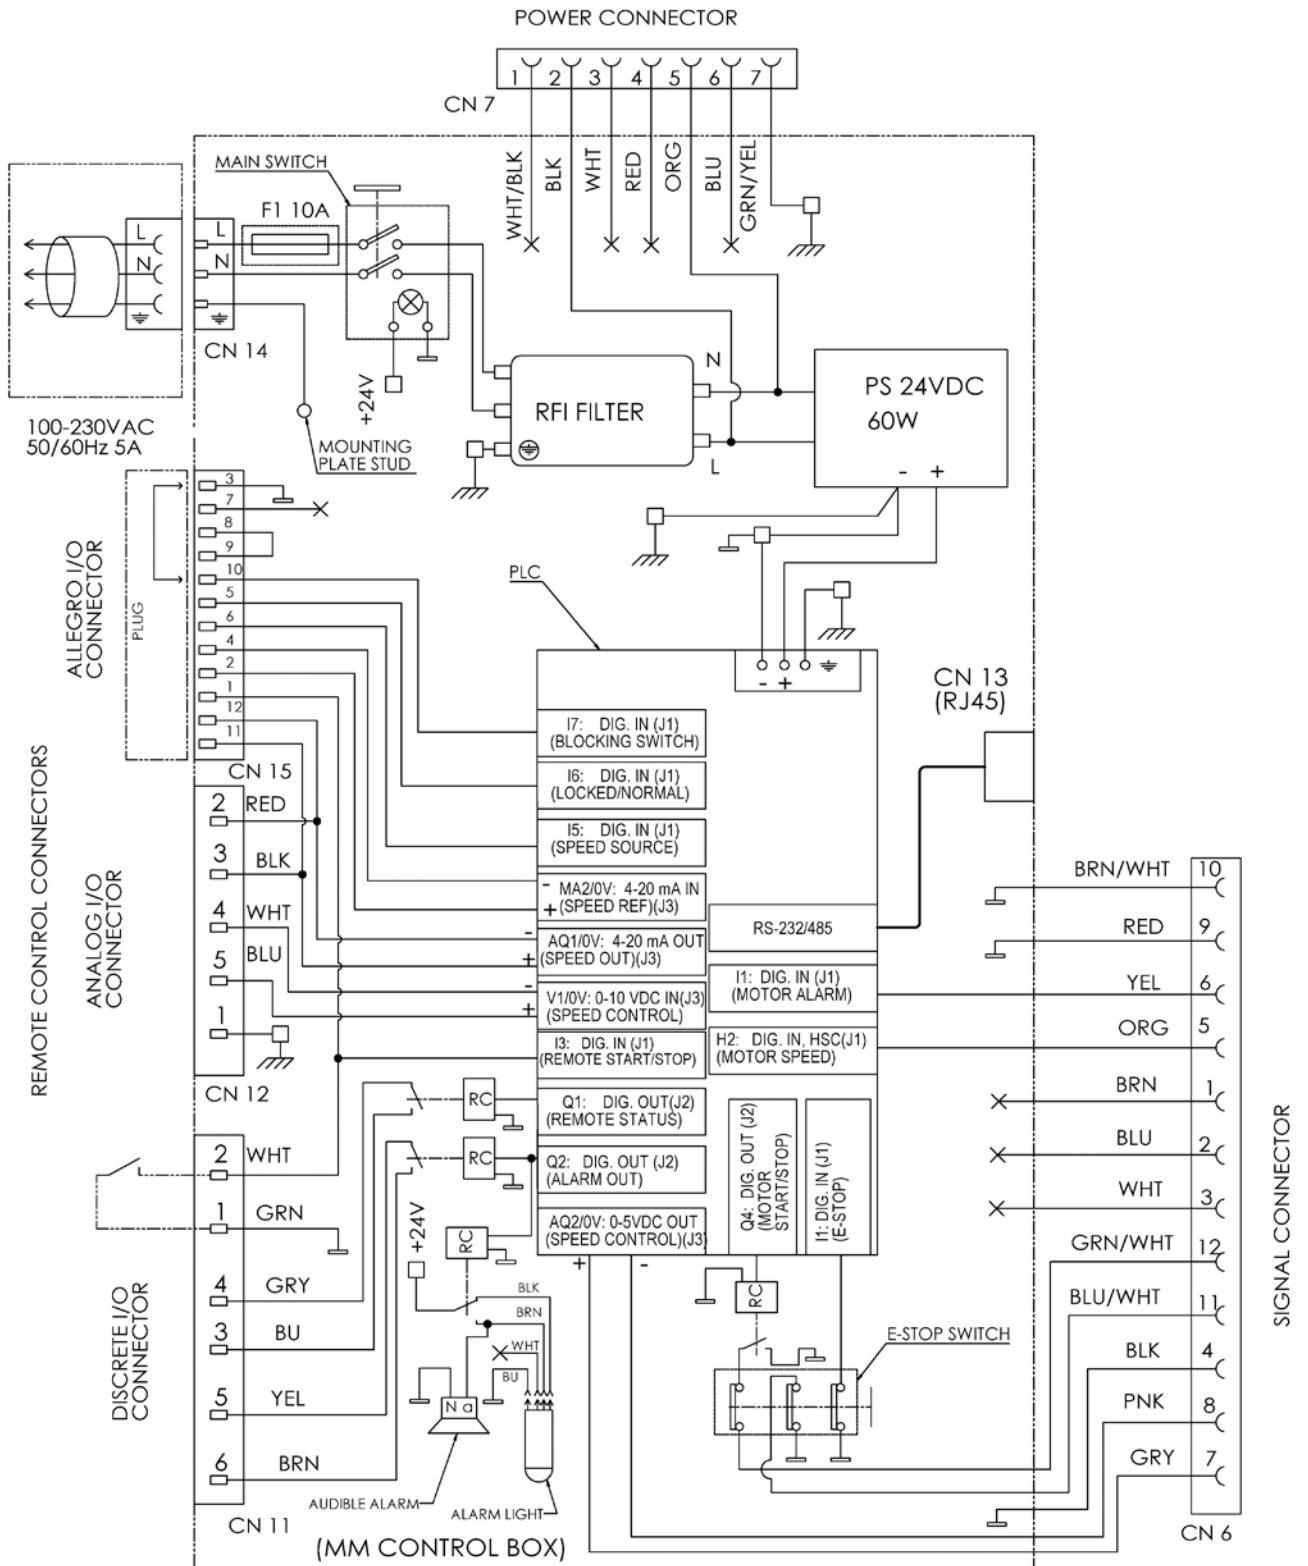 POWER CONNECTOR
1 2 3 4 5 6 7
CN 7
WHT/BLK
BLK
WHT
RED
ORG
BLU
GRN/YEL
MAIN SWITCH
F1 10A
L
N
L
N
CN 14
+24V
100-230VAC
50/60Hz 5A
MOUNTING
PLATE STUD
RFI FILTER
N
L
PS 24VDC
60W
- +
REMOTE CONTROL CONNECTORS
ALLEGRO I/O
CONNECTOR
PLUG
3
7
8
9
10
5
6
4
2
1
12
11
CN 15
PLC
- +
CN 13
(RJ45)
I7: DIG. IN (J1)
(BLOCKING SWITCH)
I6: DIG. IN (J1)
(LOCKED/NORMAL)
I5: DIG. IN (J1)
(SPEED SOURCE)
- MA2/0V: 4-20 mA IN
+ (SPEED REF)(J3)
- AQ1/0V: 4-20 mA OUT
+ (SPEED OUT)(J3)
- V1/0V: 0-10 VDC IN(J3)
+ (SPEED CONTROL)
I3: DIG. IN (J1)
(REMOTE START/STOP)
Q1: DIG. OUT(J2)
(REMOTE STATUS)
Q2: DIG. OUT (J2)
(ALARM OUT)
AQ2/0V: 0-5VDC OUT
(SPEED CONTROL)(J3)
+ -
RS-232/485
I1: DIG. IN (J1)
(MOTOR ALARM)
H2: DIG. IN, HSC(J1)
(MOTOR SPEED)
Q4: DIG. OUT (J2)
(MOTOR
START/STOP)
I1: DIG. IN (J1)
(E-STOP)
ANALOG I/O
CONNECTOR
2 RED
3 BLK
4 WHT
5 BLU
1
CN 12
RC
RC
RC
RC
DISCRETE I/O
CONNECTOR
2 WHT
1 GRN
4 GRY
3 BU
5 YEL
6 BRN
CN 11
+24V
BLK
BRN
WHT
BU
Na
AUDIBLE ALARM
ALARM LIGHT
(MM CONTROL BOX)
E-STOP SWITCH
SIGNAL CONNECTOR
BRN/WHT 10
RED 9
YEL 6
ORG 5
BRN 1
BLU 2
WHT 3
GRN/WHT 12
BLU/WHT 11
BLK 4
PNK 8
GRY 7
CN 6